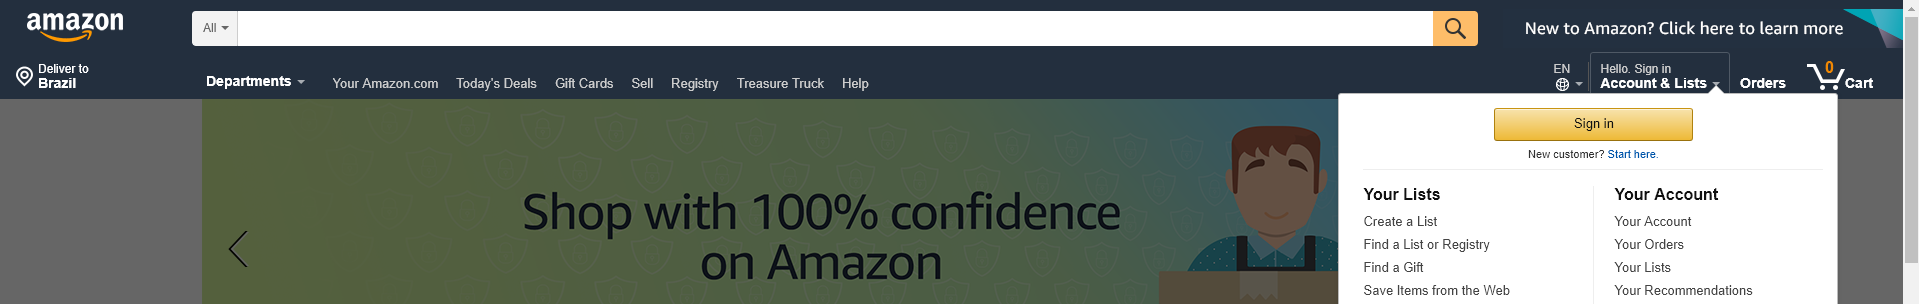 amazon
All
New to Amazon? Click here to learn more
Deliver to
Brazil
Departments
Your Amazon.com
Today's Deals
Gift Cards
Sell
Registry
Treasure Truck
Help
EN
Hello. Sign in
Account & Lists
Orders
0
Cart
Shop with 100% confidence
on Amazon
Sign in
New customer? Start here.
Your Lists
Create a List
Find a List or Registry
Find a Gift
Save Items from the Web
Your Account
Your Account
Your Orders
Your Lists
Your Recommendations